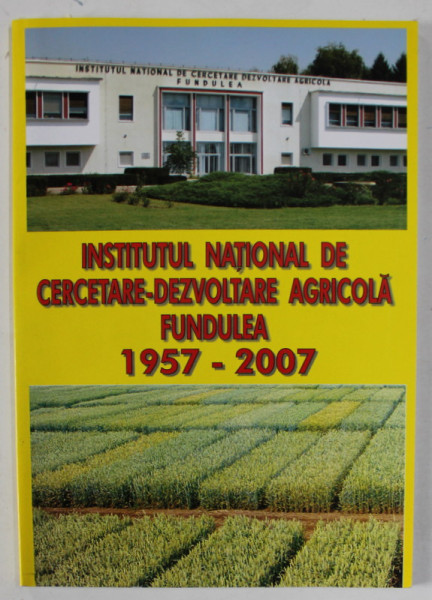 INSTITUTUL NATIONAL DE CERCETARE DEZVOLTARE AGRICOLA
FUNDULEA
INSTITUTUL NAȚIONAL DE
CERCETARE-DEZVOLTARE AGRICOLĂ
FUNDULEA
1957 - 2007